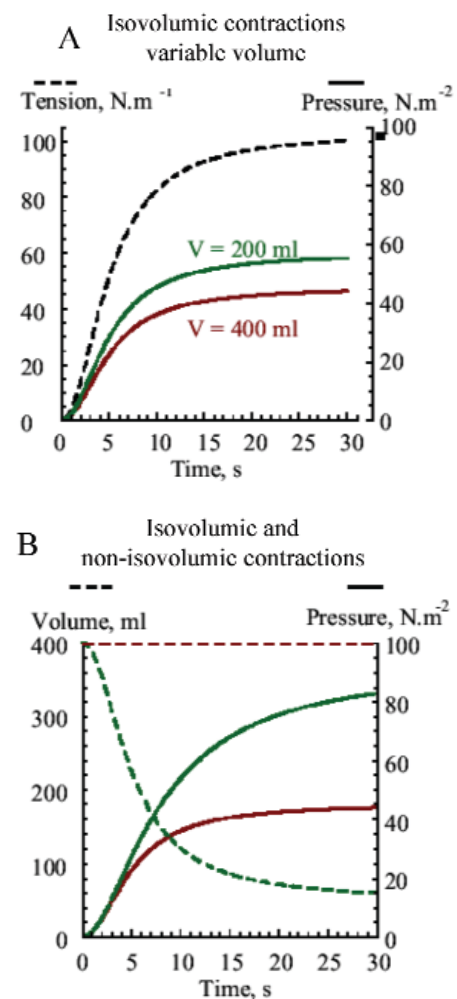 A
Isovolumic contractions
variable volume
Tension, N.m⁻¹ Pressure, N.m⁻²
100 100
80 80
60 60
V = 200 ml
40 40
V = 400 ml
20 20
0 0
0 5 10 15 20 25 30
Time, s
B
Isovolumic and
non-isovolumic contractions
Volume, ml Pressure, N.m⁻²
400 100
80
300
60
200
40
100
20
0 0
0 5 10 15 20 25 30
Time, s